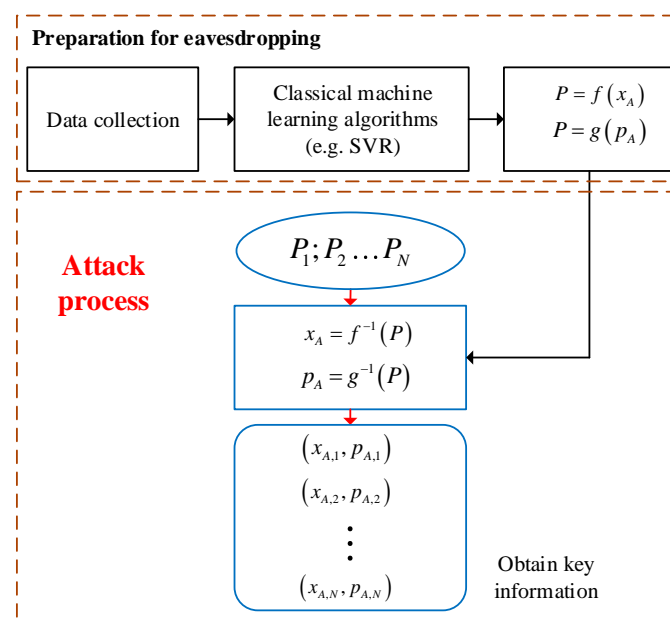 Preparation for eavesdropping
Data collection
Classical machine
learning algorithms
(e.g. SVR)
P = f(x_A)
P = g(p_A)
Attack
process
P_1; P_2 … P_N
x_A = f^{-1}(P)
p_A = g^{-1}(P)
(x_{A,1}, p_{A,1})
(x_{A,2}, p_{A,2})
⋮
(x_{A,N}, p_{A,N})
Obtain key
information